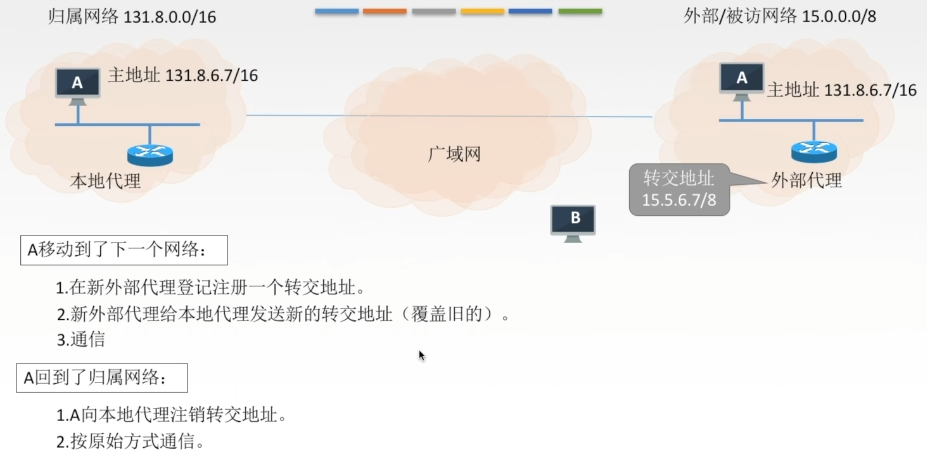 归属网络 131.8.0.0/16
外部/被访网络 15.0.0.0/8
A
主地址 131.8.6.7/16
A
主地址 131.8.6.7/16
广域网
本地代理
转交地址
15.5.6.7/8
外部代理
B
A移动到了下一个网络：
1.在新外部代理登记注册一个转交地址。
2.新外部代理给本地代理发送新的转交地址（覆盖旧的）。
3.通信
A回到了归属网络：
1.A向本地代理注销转交地址。
2.按原始方式通信。